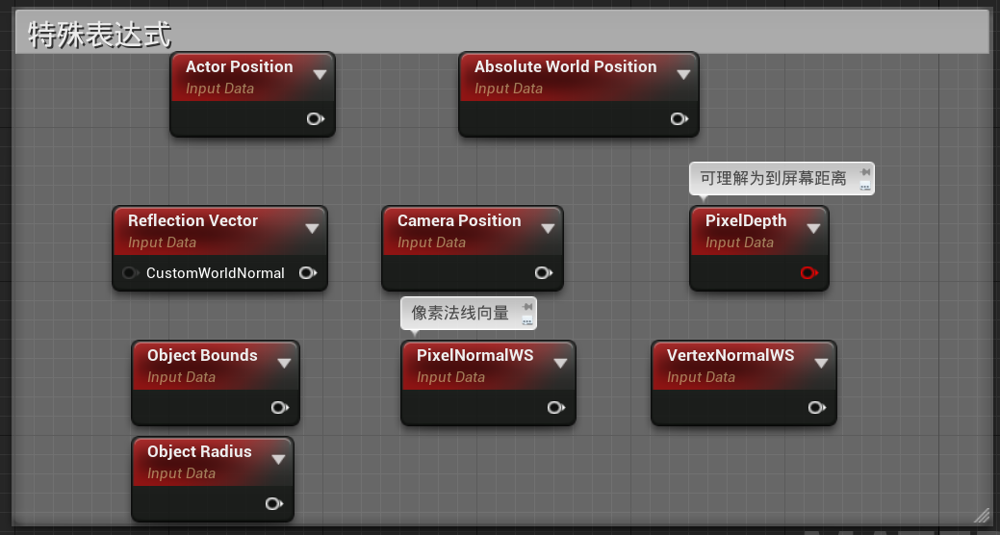 特殊表达式
Actor Position
Input Data
Absolute World Position
Input Data
可理解为到屏幕距离
Reflection Vector
Input Data
CustomWorldNormal
Camera Position
Input Data
PixelDepth
Input Data
像素法线向量
Object Bounds
Input Data
PixelNormalWS
Input Data
VertexNormalWS
Input Data
Object Radius
Input Data